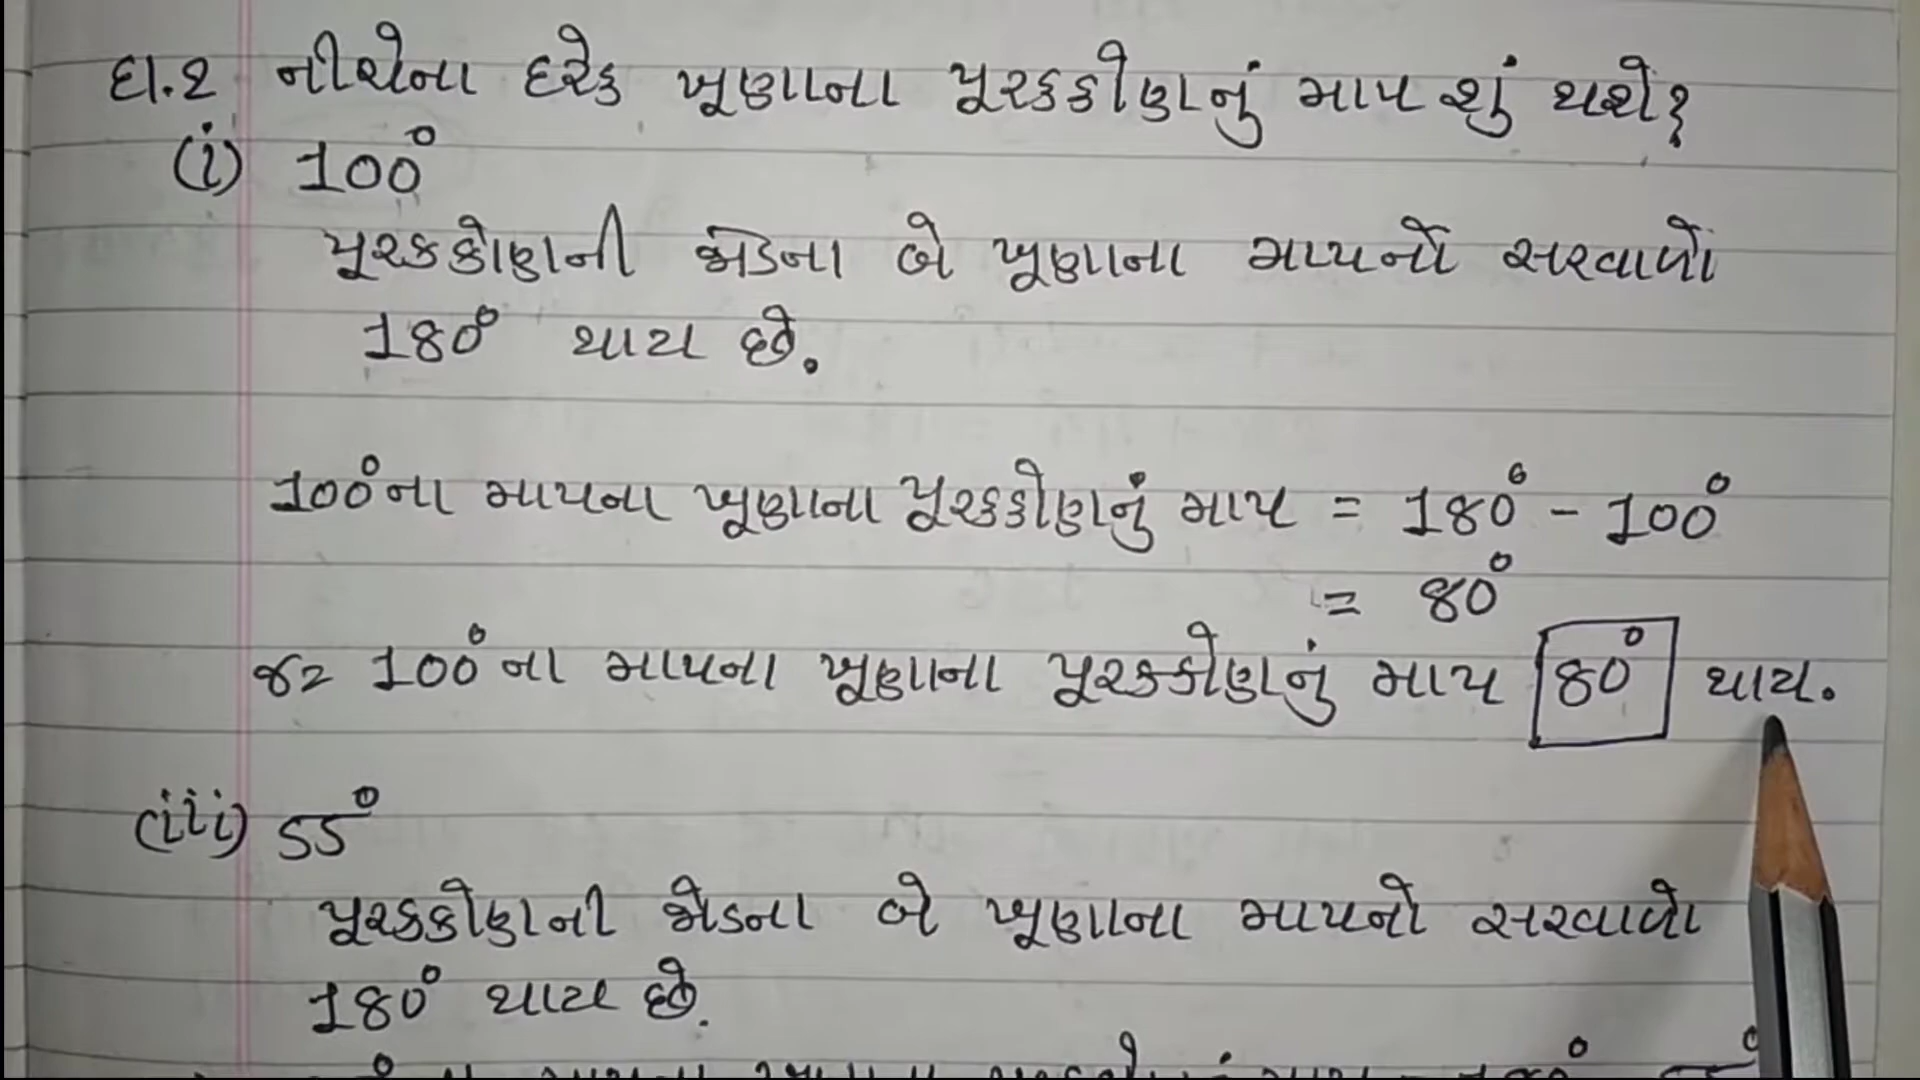 દા.૨ નીચેના દરેક ખૂણાના પૂરકકોણનું માપ શું થશે?
(i) 100°
પૂરકકોણની જોડના બે ખૂણાના માપનો સરવાળો
180° થાય છે.
100°ના માપના ખૂણાના પૂરકકોણનું માપ = 180° - 100°
= 80°
જ્ટ 100°ના માપના ખૂણાના પૂરકકોણનું માપ 80° થાય.
(iii) 55°
પૂરકકોણની જોડના બે ખૂણાના માપનો સરવાળો
180° થાય છે.